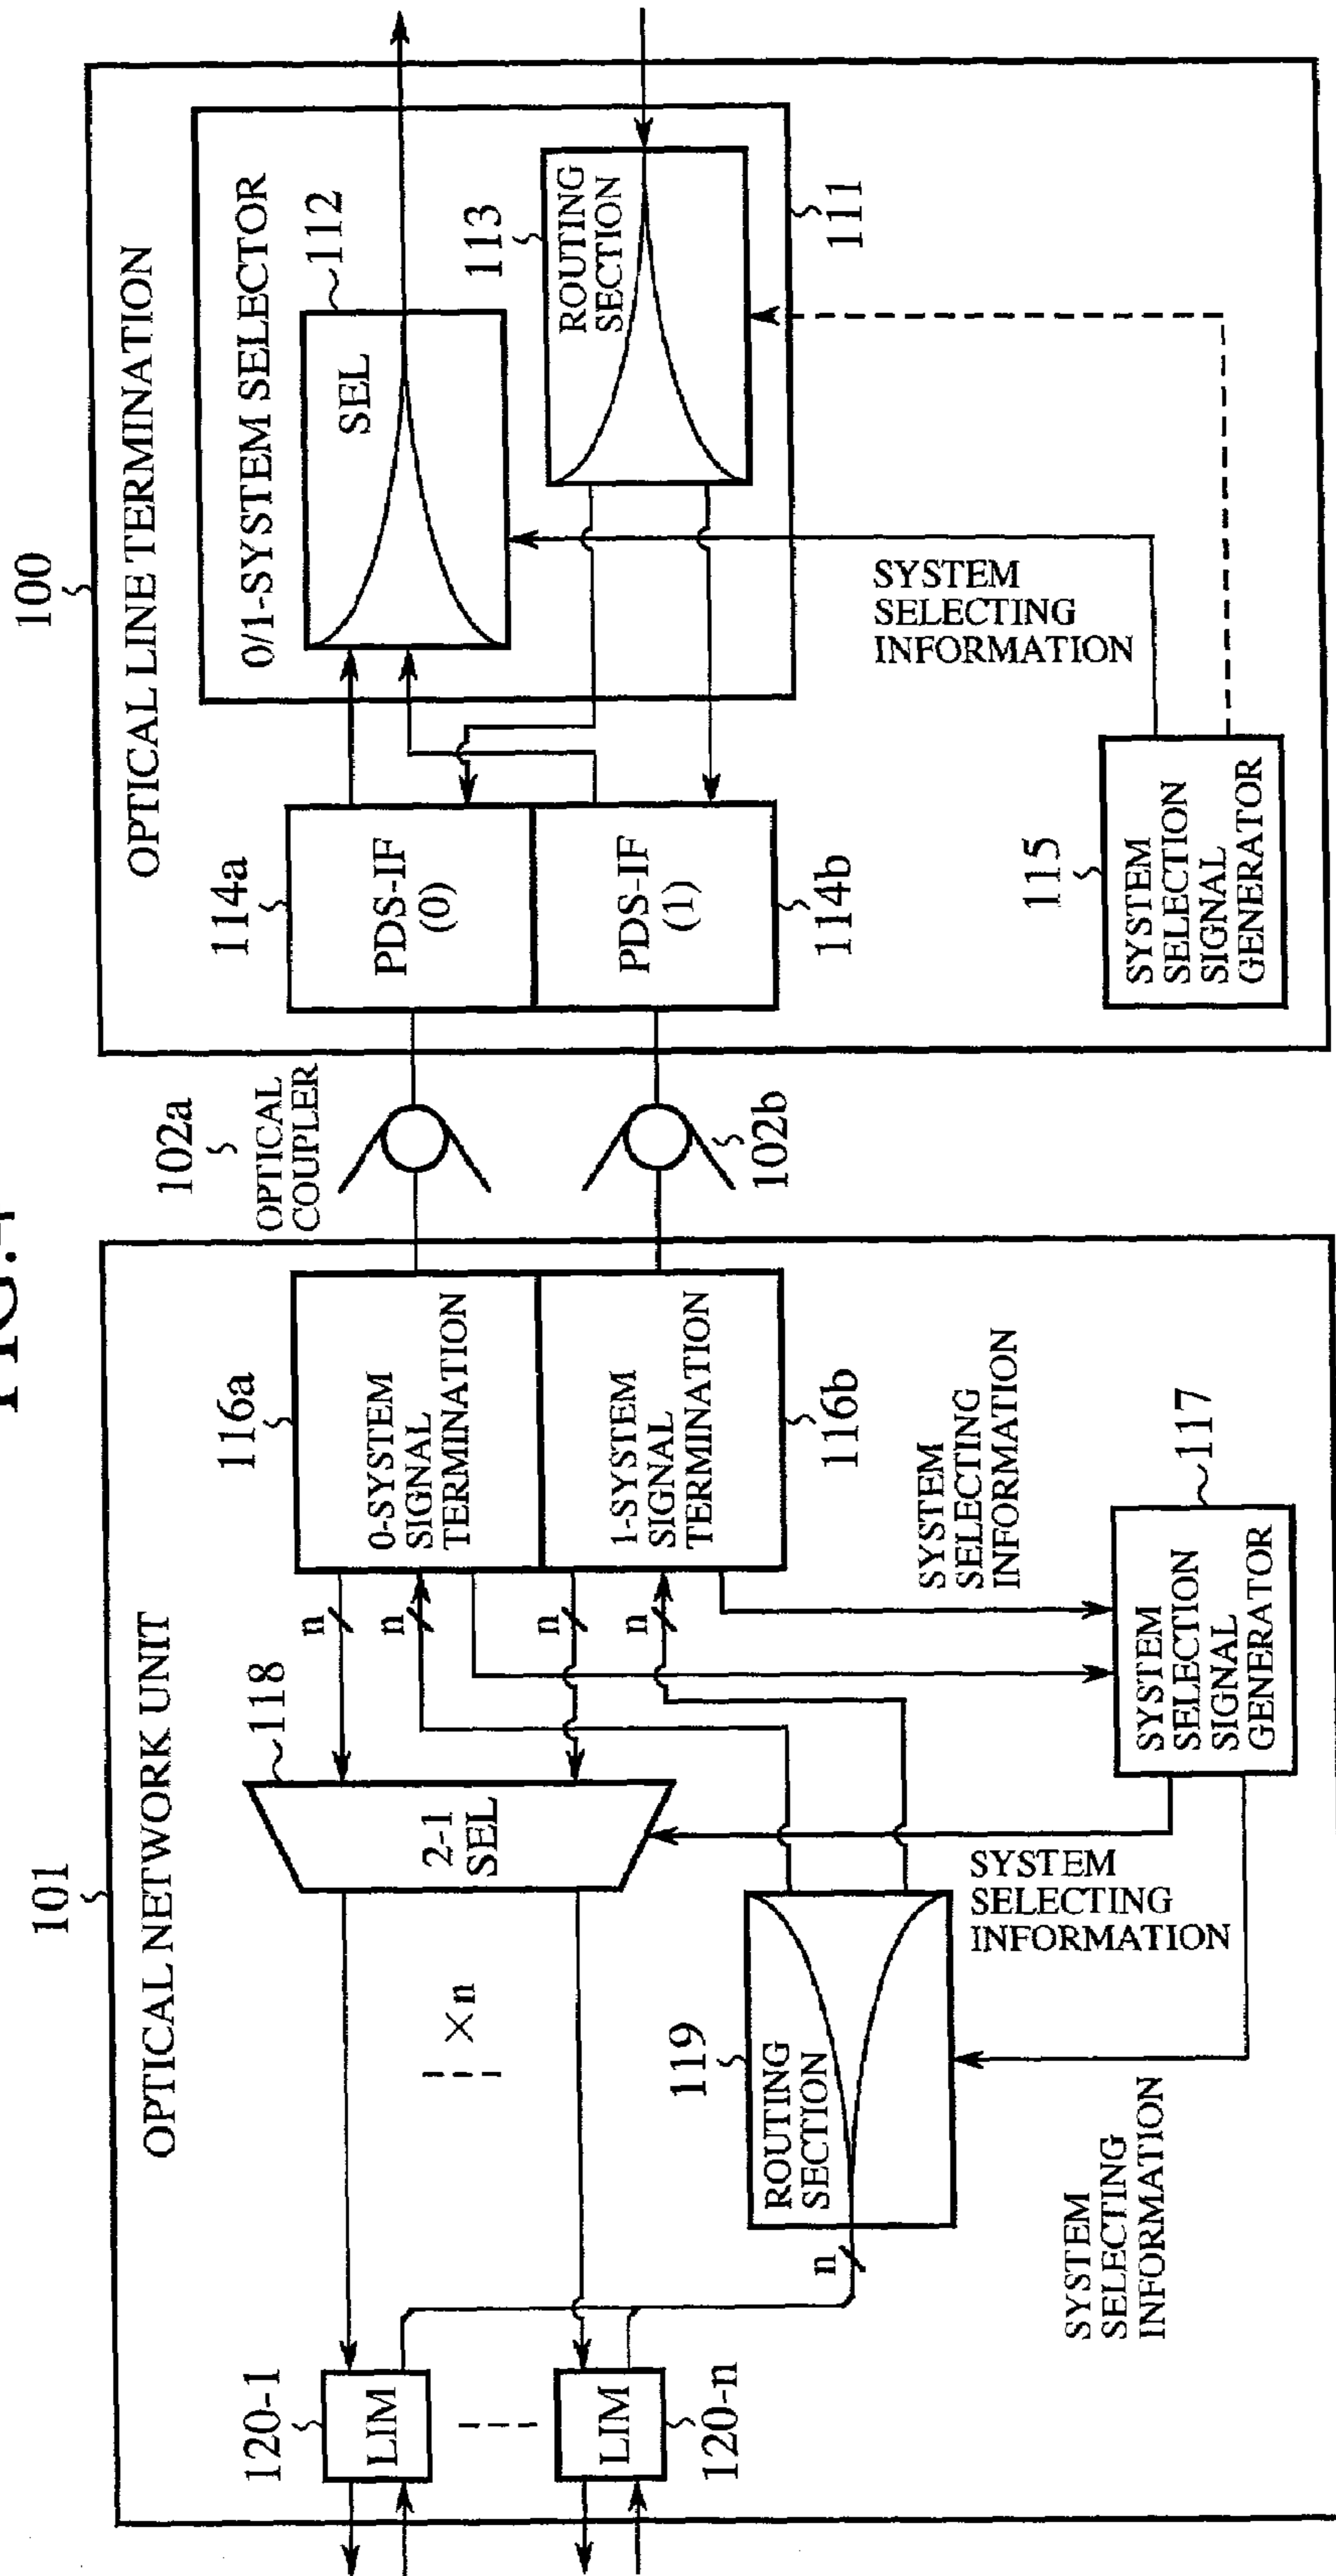 FIG.4
101
OPTICAL NETWORK UNIT
120-1
LIM
LIM
120-n
×n
118
2-1
SEL
n
n
n
n
n
119
ROUTING
SECTION
SYSTEM
SELECTING
INFORMATION
SYSTEM
SELECTING
INFORMATION
SYSTEM
SELECTING
INFORMATION
116a
0-SYSTEM
SIGNAL
TERMINATION
1-SYSTEM
SIGNAL
TERMINATION
116b
117
SYSTEM
SELECTION
SIGNAL
GENERATOR
102a
OPTICAL
COUPLER
102b
100
OPTICAL LINE TERMINATION
114a
PDS-IF
(0)
PDS-IF
(1)
114b
115
SYSTEM
SELECTION
SIGNAL
GENERATOR
0/1-SYSTEM SELECTOR
112
SEL
113
ROUTING
SECTION
111
SYSTEM
SELECTING
INFORMATION